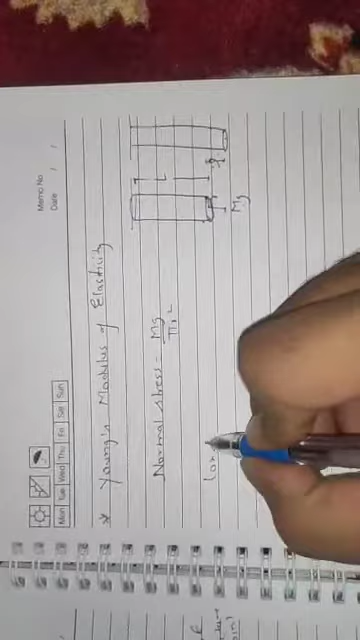 Memo No
Date / /
Mon Tue Wed Thu Fri Sat Sun
* Young's Modulus of Elasticity
L
Mg
Normal stress = Mg/πr²
Lon